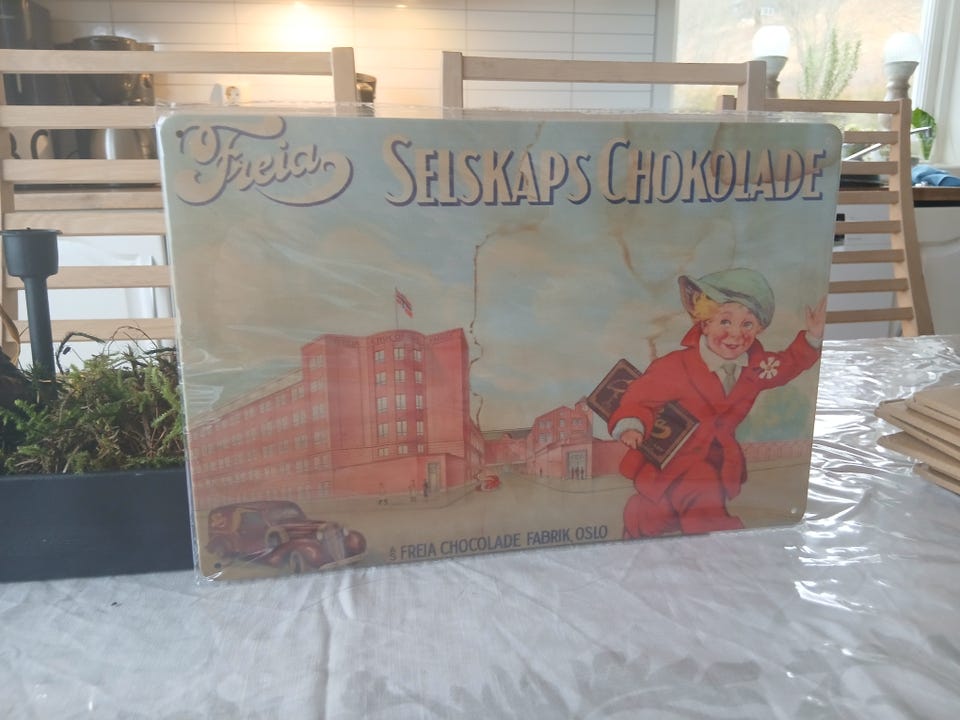 Freia
SELSKAPS CHOKOLADE
A/S FREIA CHOCOLADE FABRIK, OSLO